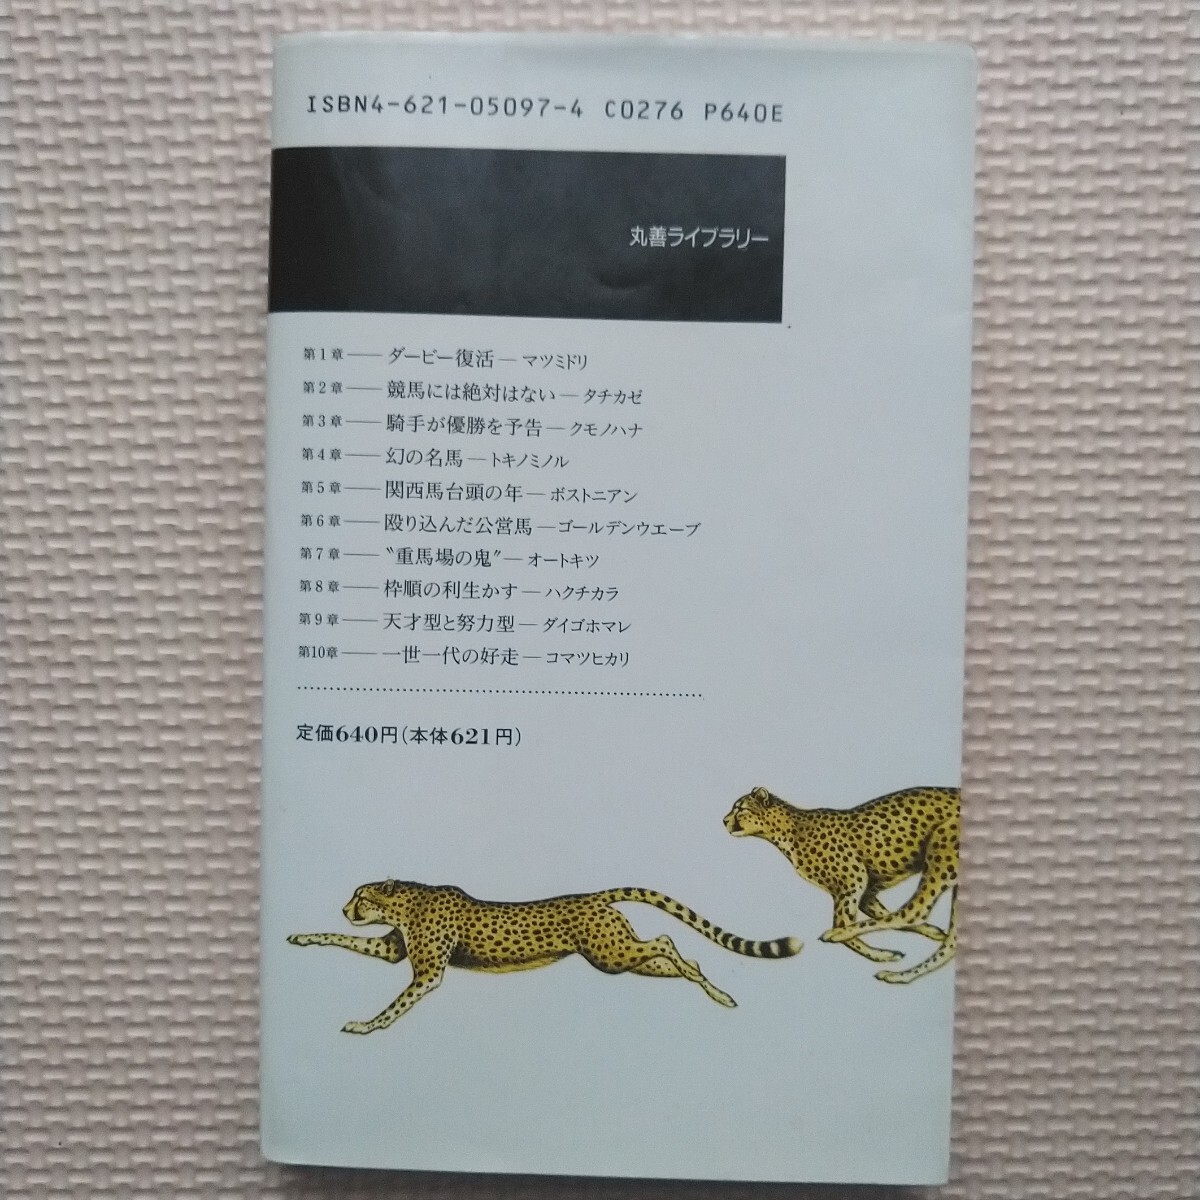 ISBN4-621-05097-4 C0276 P640E
丸善ライブラリー
第1章――ダービー復活―マツミドリ
第2章――競馬には絶対はない―タチカゼ
第3章――騎手が優勝を予告―クモノハナ
第4章――幻の名馬―トキノミノル
第5章――関西馬台頭の年―ボストニアン
第6章――殴り込んだ公営馬―ゴールデンウエーブ
第7章――〝重馬場の鬼〟―オートキツ
第8章――枠順の利生かす―ハクチカラ
第9章――天才型と努力型―ダイゴホマレ
第10章――一世一代の好走―コマツヒカリ
定価640円(本体621円)